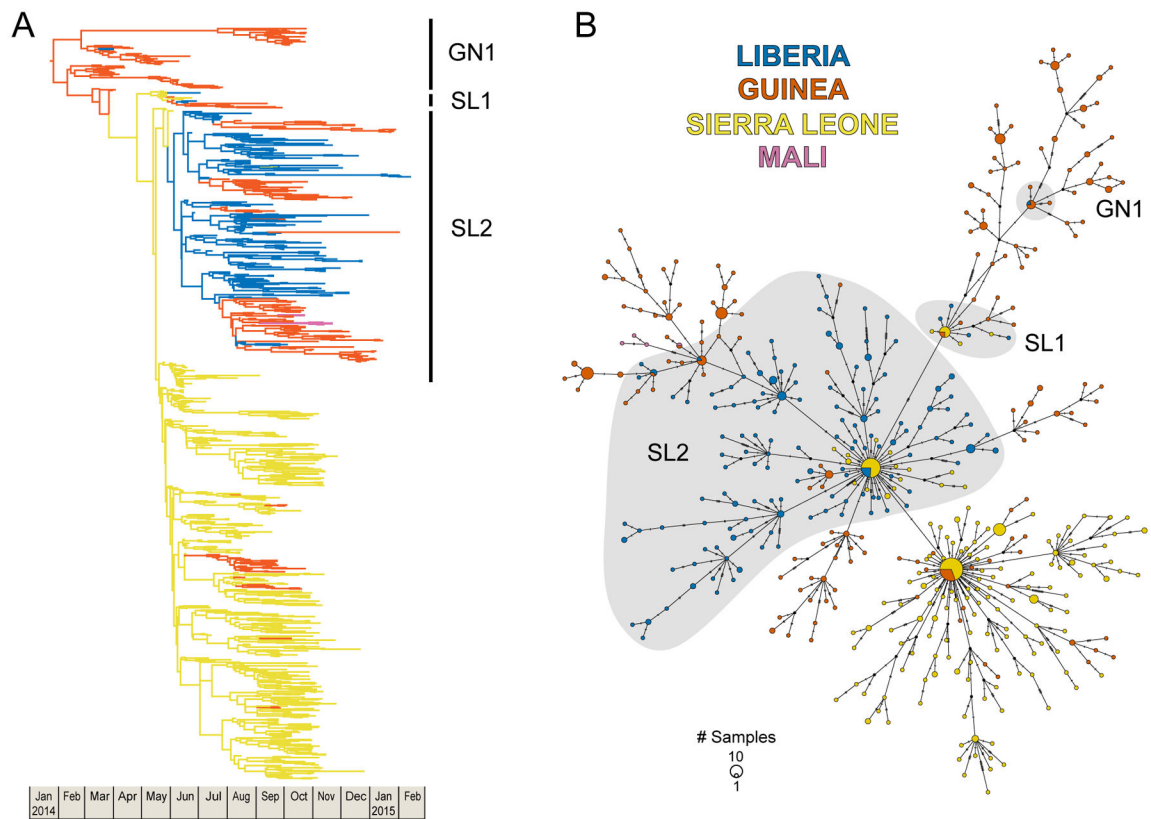 A
GN1
SL1
SL2
Jan
2014
Feb
Mar
Apr
May
Jun
Jul
Aug
Sep
Oct
Nov
Dec
Jan
2015
Feb
B
LIBERIA
GUINEA
SIERRA LEONE
MALI
GN1
SL1
SL2
# Samples
10
1